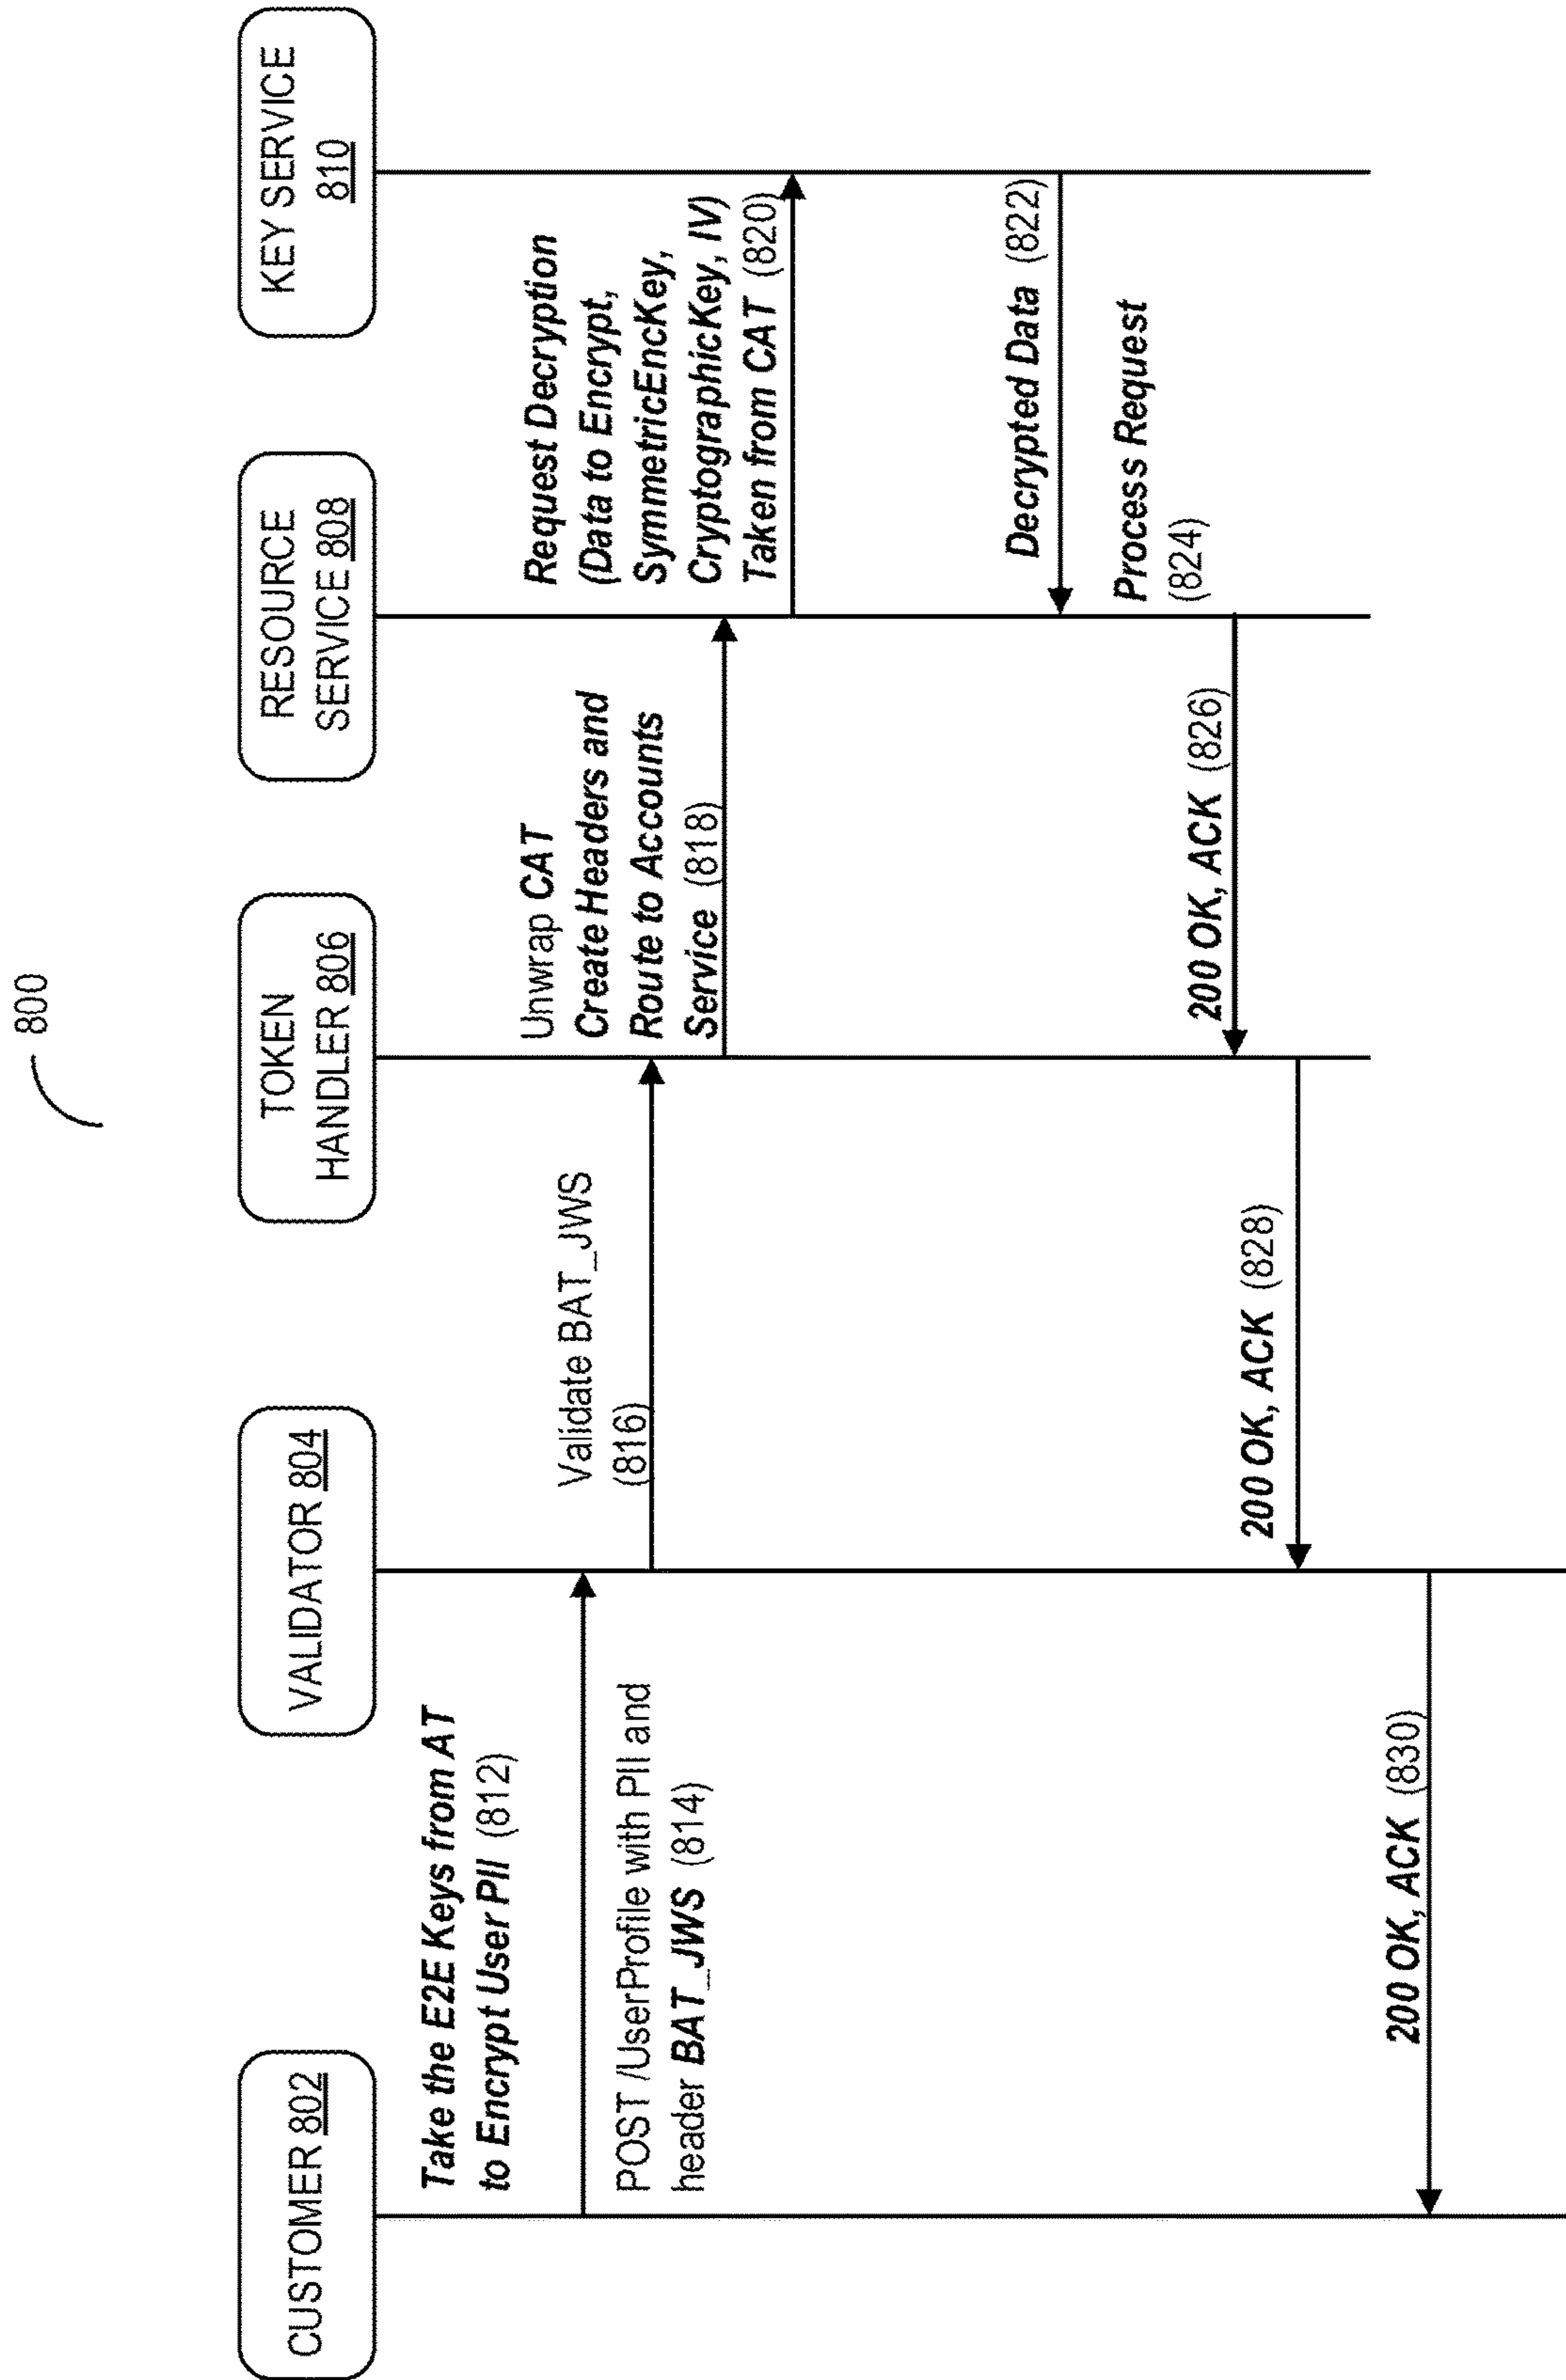 800
CUSTOMER 802
VALIDATOR 804
TOKEN
HANDLER 806
RESOURCE
SERVICE 808
KEY SERVICE
810
Take the E2E Keys from AT
to Encrypt User PII (812)
POST /UserProfile with PII and
header BAT_JWS (814)
Validate BAT_JWS
(816)
Unwrap CAT
Create Headers and
Route to Accounts
Service (818)
Request Decryption
(Data to Encrypt,
SymmetricEncKey,
CryptographicKey, IV)
Taken from CAT (820)
Decrypted Data (822)
Process Request
(824)
200 OK, ACK (826)
200 OK, ACK (828)
200 OK, ACK (830)